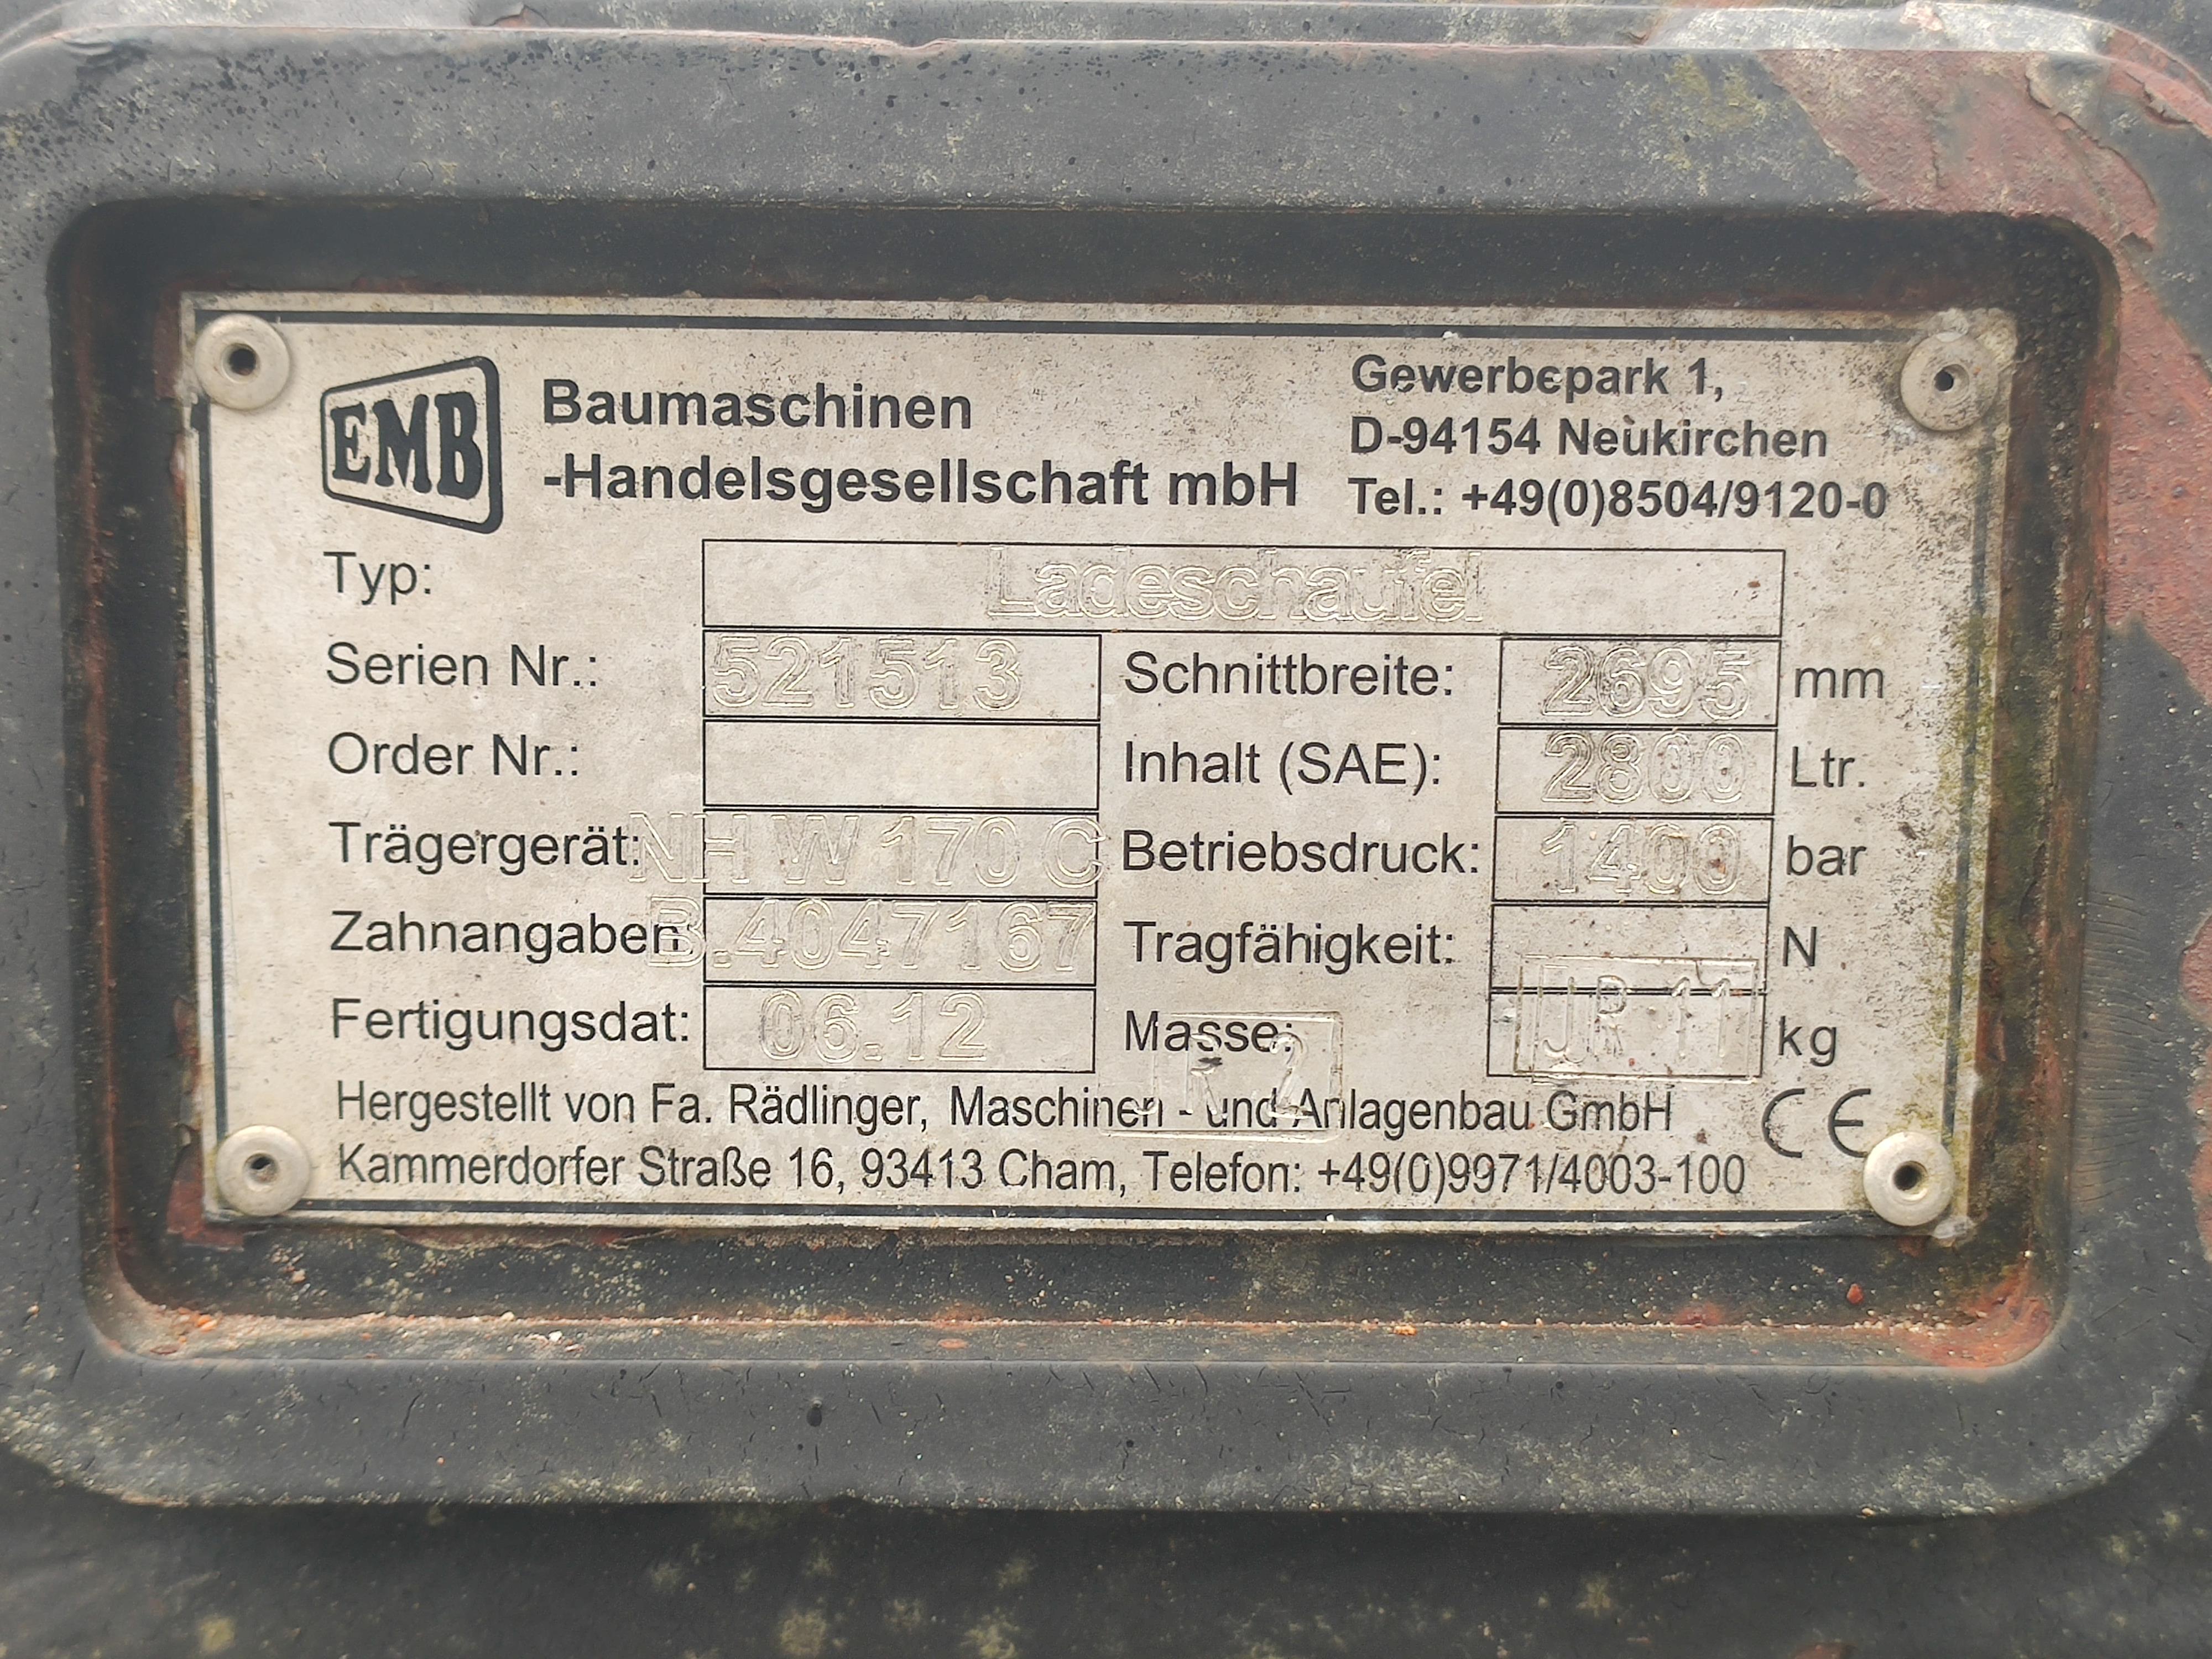 EMB
Baumaschinen
-Handelsgesellschaft mbH
Gewerbepark 1,
D-94154 Neukirchen
Tel.: +49(0)8504/9120-0
Typ: Ladeschaufel
Serien Nr.: 521513 Schnittbreite: 2695 mm
Order Nr.: Inhalt (SAE): 2800 Ltr.
Trägergerät: NH W 170 C Betriebsdruck: 1400 bar
Zahnangaben: B.4047167 Tragfähigkeit: N
Fertigungsdat: 06.12 Masse: JR 11 kg
R 2
Hergestellt von Fa. Rädlinger, Maschinen - und Anlagenbau GmbH
Kammerdorfer Straße 16, 93413 Cham, Telefon: +49(0)9971/4003-100
CE